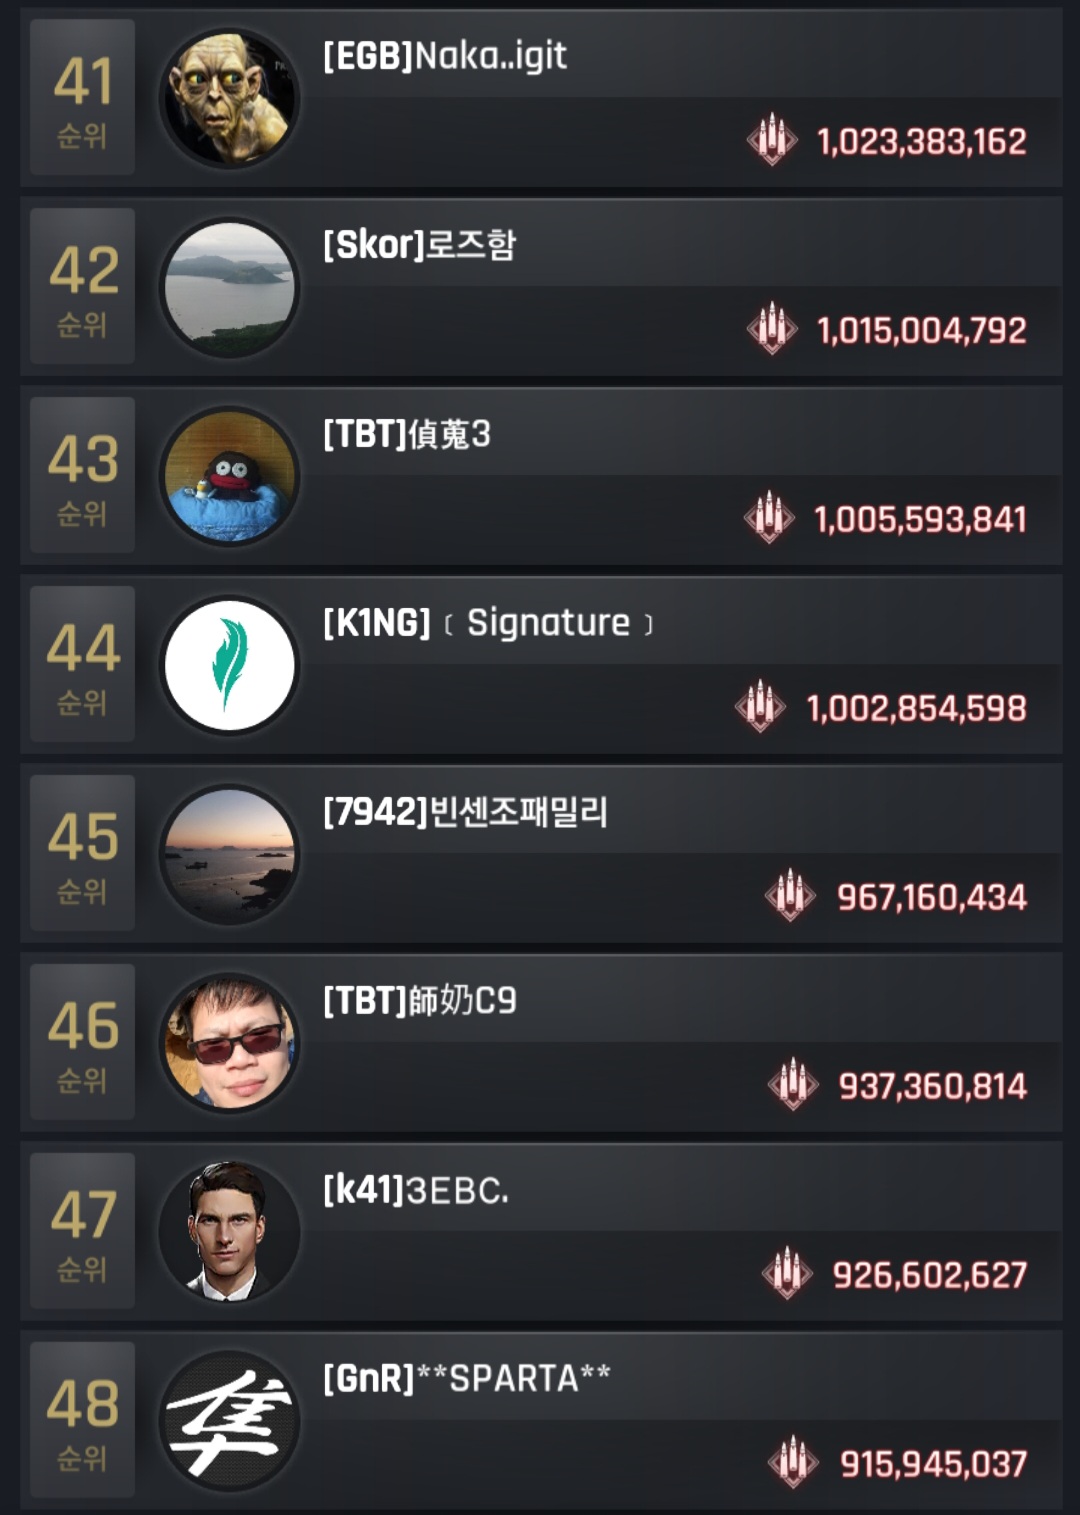 41
순위
[EGB]Naka..igit
1,023,383,162
42
순위
[Skor]로즈함
1,015,004,792
43
순위
[TBT]偵蒐3
1,005,593,841
44
순위
[K1NG]﹝Signature﹞
1,002,854,598
45
순위
[7942]빈센조패밀리
967,160,434
46
순위
[TBT]師奶C9
937,360,814
47
순위
[k41]3EBC.
926,602,627
48
순위
[GnR]**SPARTA**
隼
915,945,037